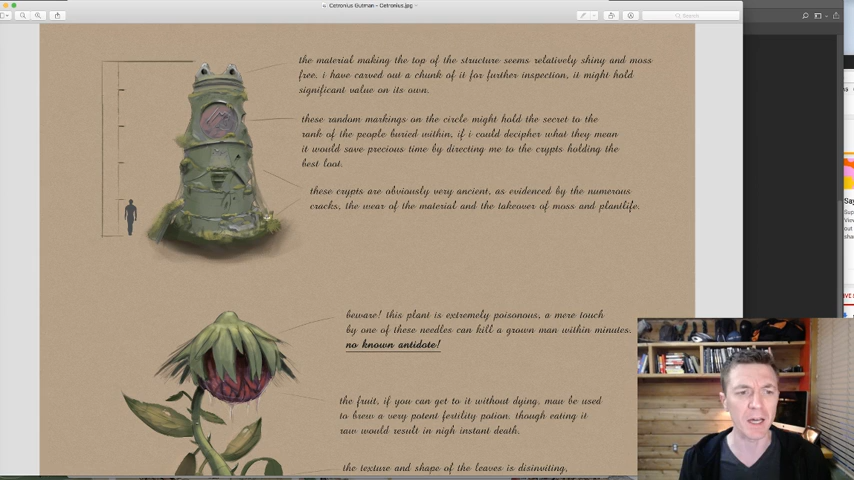 Cetronius Gutman - Cetronius.jpg
Search
the material making the top of the structure seems relatively shiny and moss
free. i have carved out a chunk of it for further inspection, it might hold
significant value on its own.
these random markings on the circle might hold the secret to the
rank of the people buried within, if i could decipher what they mean
it would save precious time by directing me to the crypts holding the
best loot.
these crypts are obviously very ancient, as evidenced by the numerous
cracks, the wear of the material and the takeover of moss and plantlife.
beware! this plant is extremely poisonous, a mere touch
by one of these needles can kill a grown man within minutes.
no known antidote!
the fruit, if you can get to it without dying, may be used
to brew a very potent fertility potion, though eating it
raw would result in nigh instant death.
the texture and shape of the leaves is disinviting,